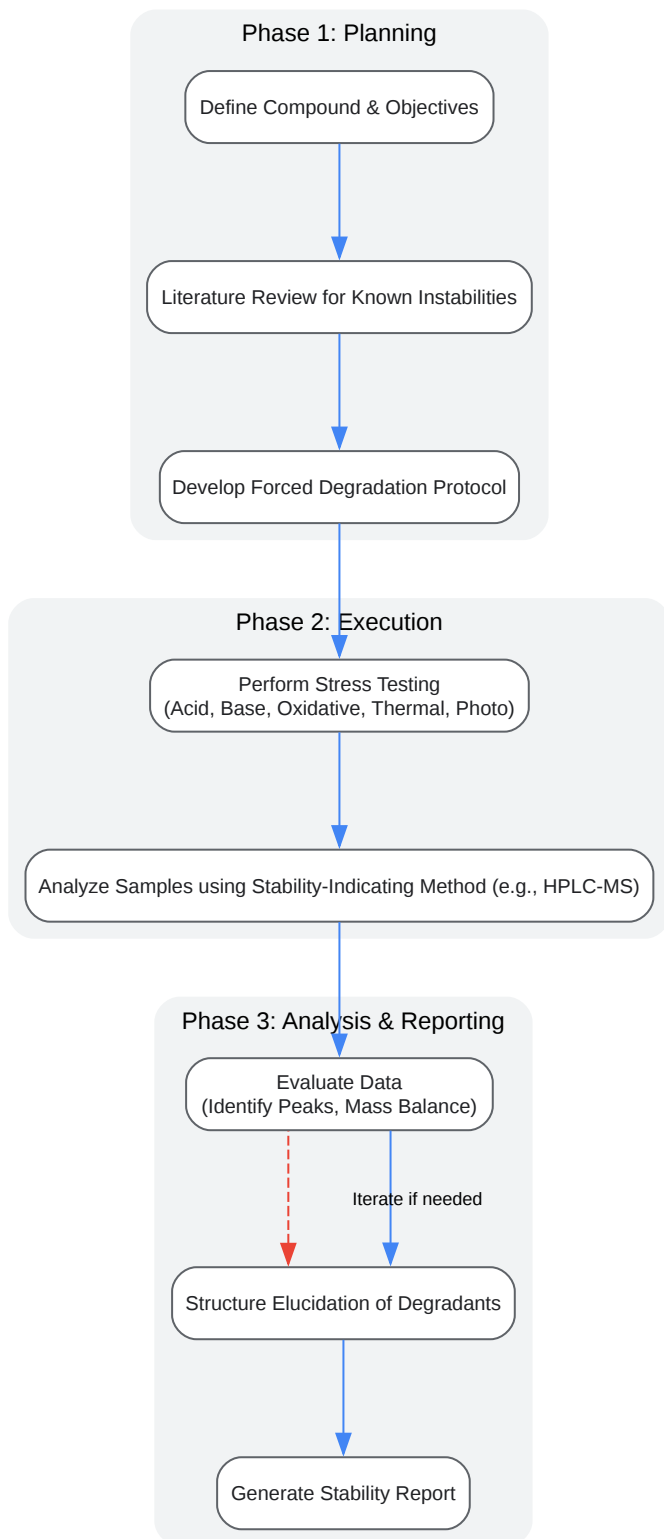 Phase 1: Planning
Define Compound & Objectives
Literature Review for Known Instabilities
Develop Forced Degradation Protocol
Phase 2: Execution
Perform Stress Testing
(Acid, Base, Oxidative, Thermal, Photo)
Analyze Samples using Stability-Indicating Method (e.g., HPLC-MS)
Phase 3: Analysis & Reporting
Evaluate Data
(Identify Peaks, Mass Balance)
Iterate if needed
Structure Elucidation of Degradants
Generate Stability Report